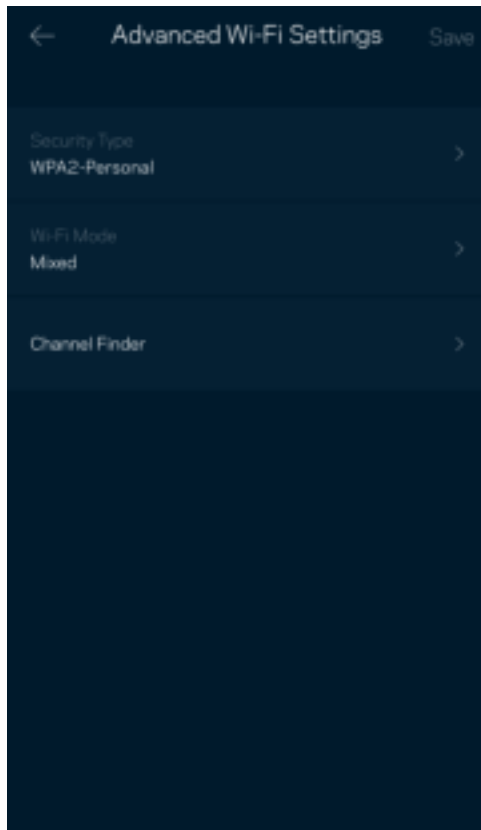 Advanced Wi-Fi Settings Save
Security Type
WPA2-Personal
Wi-Fi Mode
Mixed
Channel Finder